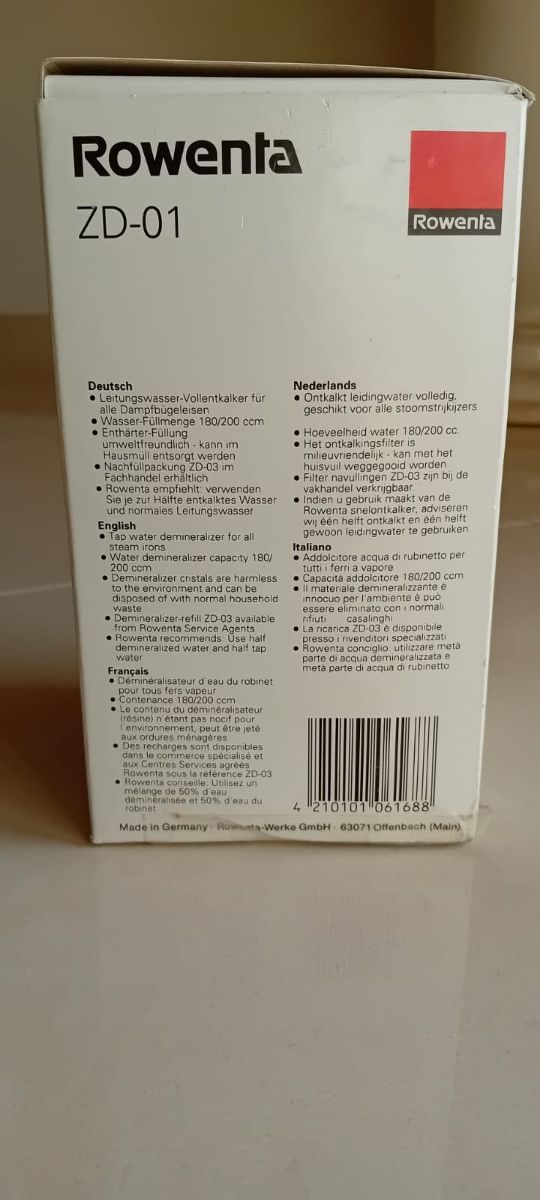 Rowenta
Rowenta
ZD-01
Deutsch
• Leitungswasser-Vollentkalker für
alle Dampfbügeleisen
• Wasser-Füllmenge 180/200 ccm
• Enthärter-Füllung
umweltfreundlich - kann im
Hausmüll entsorgt werden
• Nachfüllpackung ZD-03 im
Fachhandel erhältlich
• Rowenta empfiehlt: verwenden
Sie je zur Hälfte entkalktes Wasser
und normales Leitungswasser
English
• Tap water demineralizer for all
steam irons
• Water demineralizer capacity 180/
200 ccm
• Demineralizer cristals are harmless
to the environment and can be
disposed of with normal household
waste
• Demineralizer-refill ZD-03 available
from Rowenta Service Agents
• Rowenta recommends: Use half
demineralized water and half tap
water
Français
• Déminéralisateur d'eau du robinet
pour tous fers vapeur
• Contenance 180/200 ccm
• Le contenu du déminéralisateur
(résine) n'étant pas nocif pour
l'environnement, peut être jeté
aux ordures ménagères
• Des recharges sont disponibles
dans le commerce spécialisé et
aux Centres Services agréés
Rowenta sous la référence ZD-03
• Rowenta conseille: Utilisez un
mélange de 50% d'eau
déminéralisée et 50% d'eau du
robinet
Nederlands
• Ontkalkt leidingwater volledig,
geschikt voor alle stoomstrijkijzers.
• Hoeveelheid water 180/200 cc.
• Het ontkalkingsfilter is
milieuvriendelijk - kan met het
huisvuil weggegooid worden.
• Filter navullingen ZD-03 zijn bij de
vakhandel verkrijgbaar.
• Indien u gebruik maakt van de
Rowenta snelontkalker, adviseren
wij één helft ontkalkt en één helft
gewoon leidingwater te gebruiken.
Italiano
• Addolcitore acqua di rubinetto per
tutti i ferri a vapore
• Capacità addolcitore 180/200 ccm
• Il materiale demineralizzante è
innocuo per l'ambiente è può
essere eliminato con i normali
rifiuti casalinghi
• La ricarica ZD-03 è disponibile
presso i rivenditori specializzati
• Rowenta conciglio: utilizzare metà
parte di acqua demineralizzata e
metà parte di acqua di rubinetto
4 210101 061688
Made in Germany · Rowenta-Werke GmbH · 63071 Offenbach (Main)